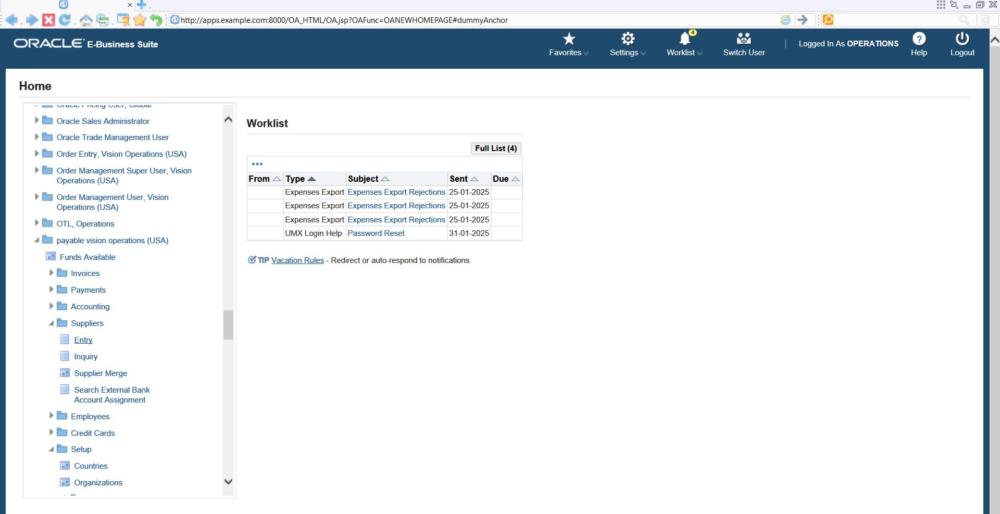 http://apps.example.com:8000/OA_HTML/OA.jsp?OAFunc=OANEWHOMEPAGE#dummyAnchor
ORACLE E-Business Suite
4
Favorites
Settings
Worklist
Switch User
Logged In As OPERATIONS
Help
Logout
Home
Oracle Pricing User, Global
Oracle Sales Administrator
Oracle Trade Management User
Order Entry, Vision Operations (USA)
Order Management Super User, Vision
Operations (USA)
Order Management User, Vision
Operations (USA)
OTL, Operations
payable vision operations (USA)
Funds Available
Invoices
Payments
Accounting
Suppliers
Entry
Inquiry
Supplier Merge
Search External Bank
Account Assignment
Employees
Credit Cards
Setup
Countries
Organizations
Worklist
Full List (4)
From Type Subject Sent Due
Expenses Export Expenses Export Rejections 25-01-2025
Expenses Export Expenses Export Rejections 25-01-2025
Expenses Export Expenses Export Rejections 25-01-2025
UMX Login Help Password Reset 31-01-2025
TIP Vacation Rules - Redirect or auto-respond to notifications.